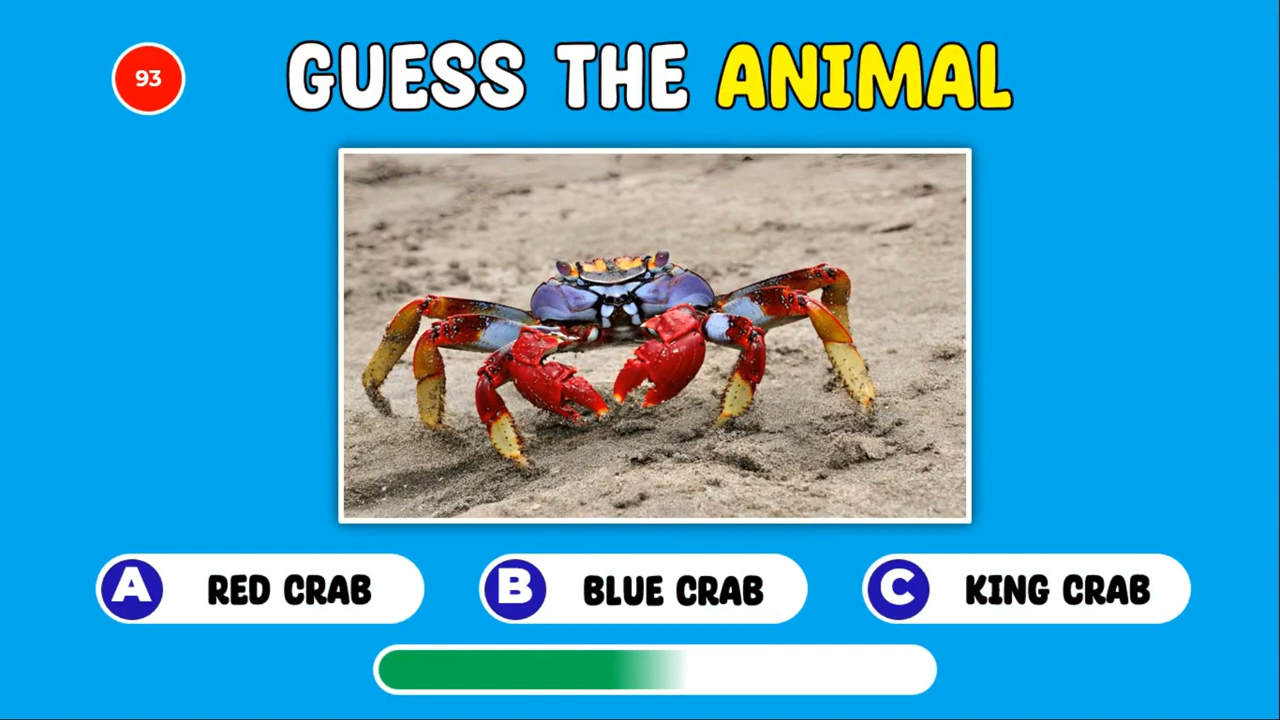 93
GUESS THE ANIMAL
A RED CRAB
B BLUE CRAB
C KING CRAB